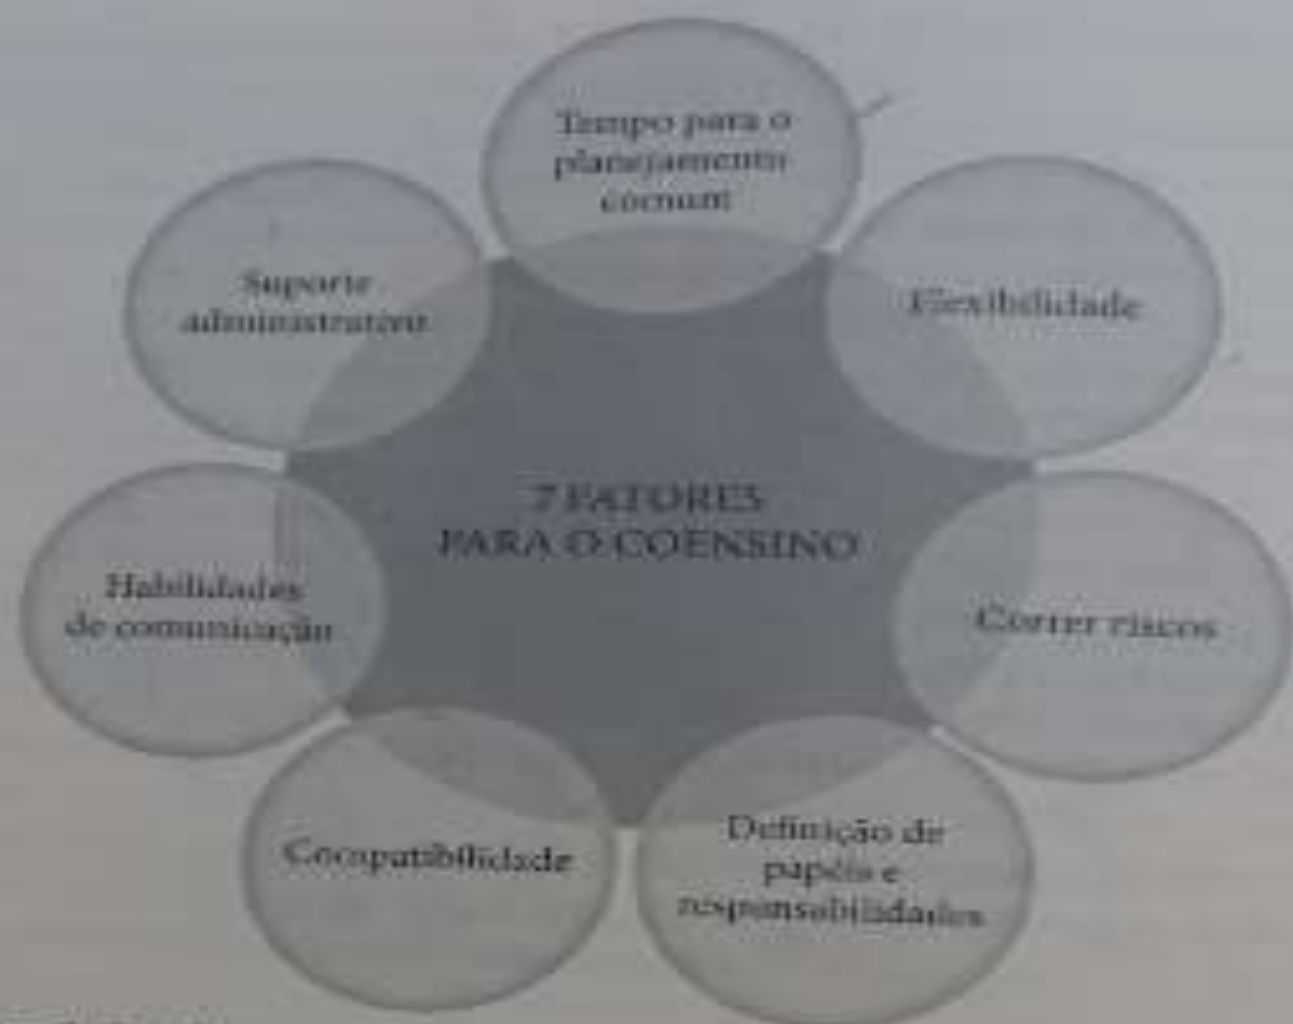 Tempo para o
planejamento
comum
Flexibilidade
Correr riscos
Definição de
papéis e
responsabilidades
Compatibilidade
Habilidades
de comunicação
Suporte
administrativo
7 FATORES
PARA O COENSINO